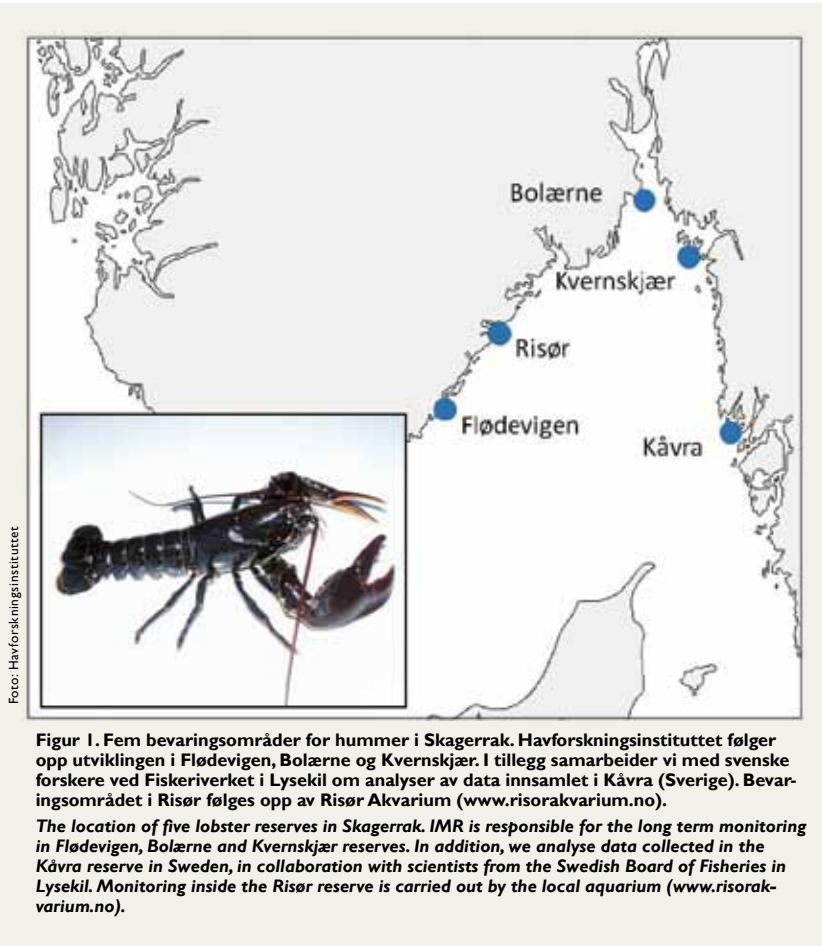 Bolærne
Kvernskjær
Risør
Flødevigen
Kåvra
Foto: Havforskningsinstituttet
Figur 1. Fem bevaringsområder for hummer i Skagerrak. Havforskningsinstituttet følger
opp utviklingen i Flødevigen, Bolærne og Kvernskjær. I tillegg samarbeider vi med svenske
forskere ved Fiskeriverket i Lysekil om analyser av data innsamlet i Kåvra (Sverige). Bevar-
ingsområdet i Risør følges opp av Risør Akvarium (www.risorakvarium.no).
The location of five lobster reserves in Skagerrak. IMR is responsible for the long term monitoring
in Flødevigen, Bolærne and Kvernskjær reserves. In addition, we analyse data collected in the
Kåvra reserve in Sweden, in collaboration with scientists from the Swedish Board of Fisheries in
Lysekil. Monitoring inside the Risør reserve is carried out by the local aquarium (www.risorak-
varium.no).